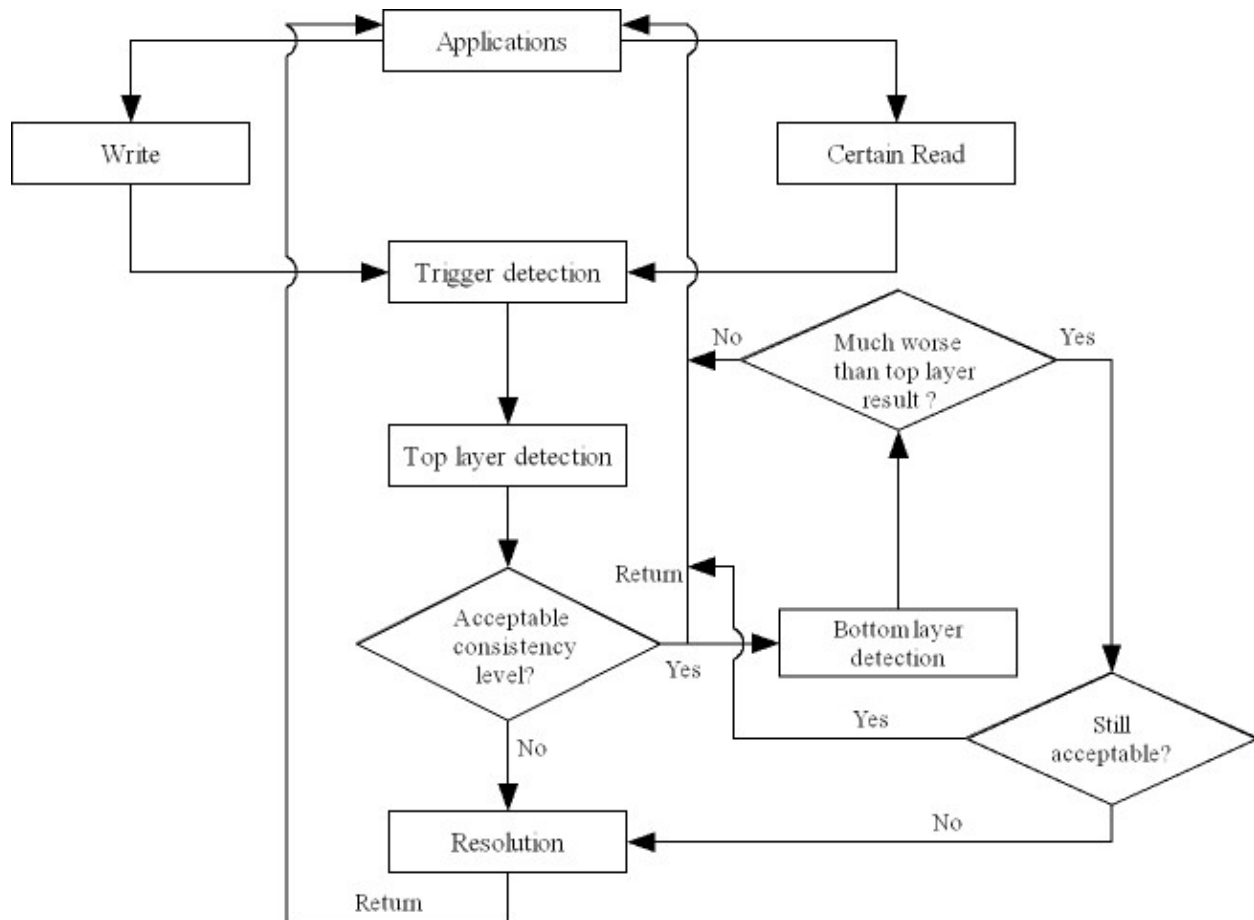 Applications
Write
Certain Read
Trigger detection
No
Yes
Much worse
than top layer
result ?
Top layer detection
Return
Acceptable
consistency
level?
Yes
Bottom layer
detection
Yes
Still
acceptable?
No
No
Resolution
Return